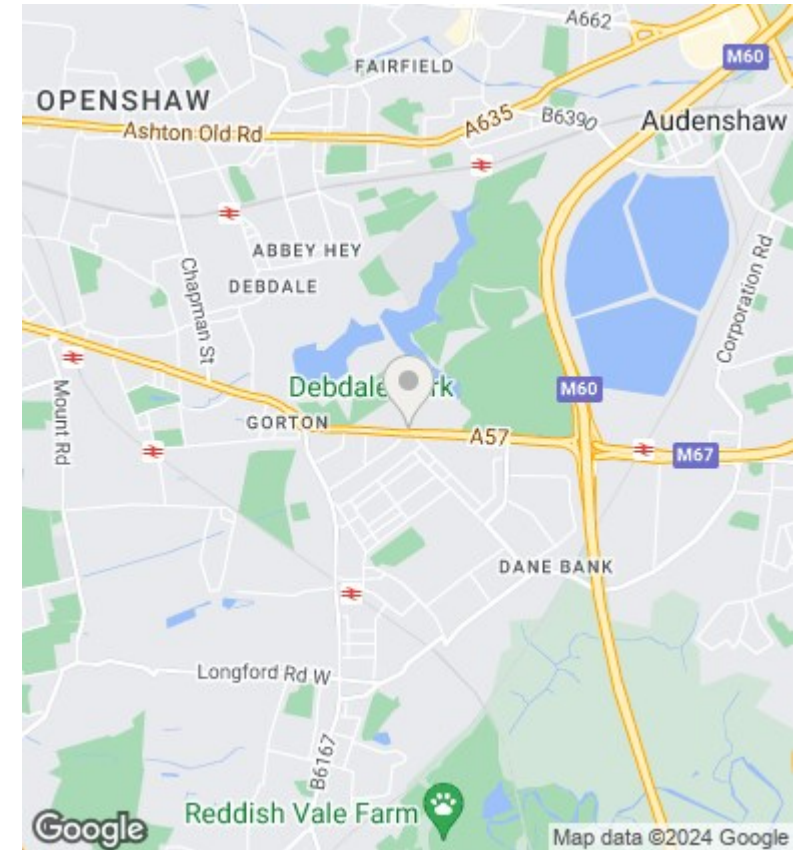 A662
FAIRFIELD
M60
OPENSHAW
Ashton Old Rd
A635
B6390
Audenshaw
ABBEY HEY
DEBDALE
Chapman St
Corporation Rd
Debdale
rk
M60
Mount Rd
GORTON
A57
M67
DANE BANK
Longford Rd W
B6167
Reddish Vale Farm
Google
Map data ©2024 Google